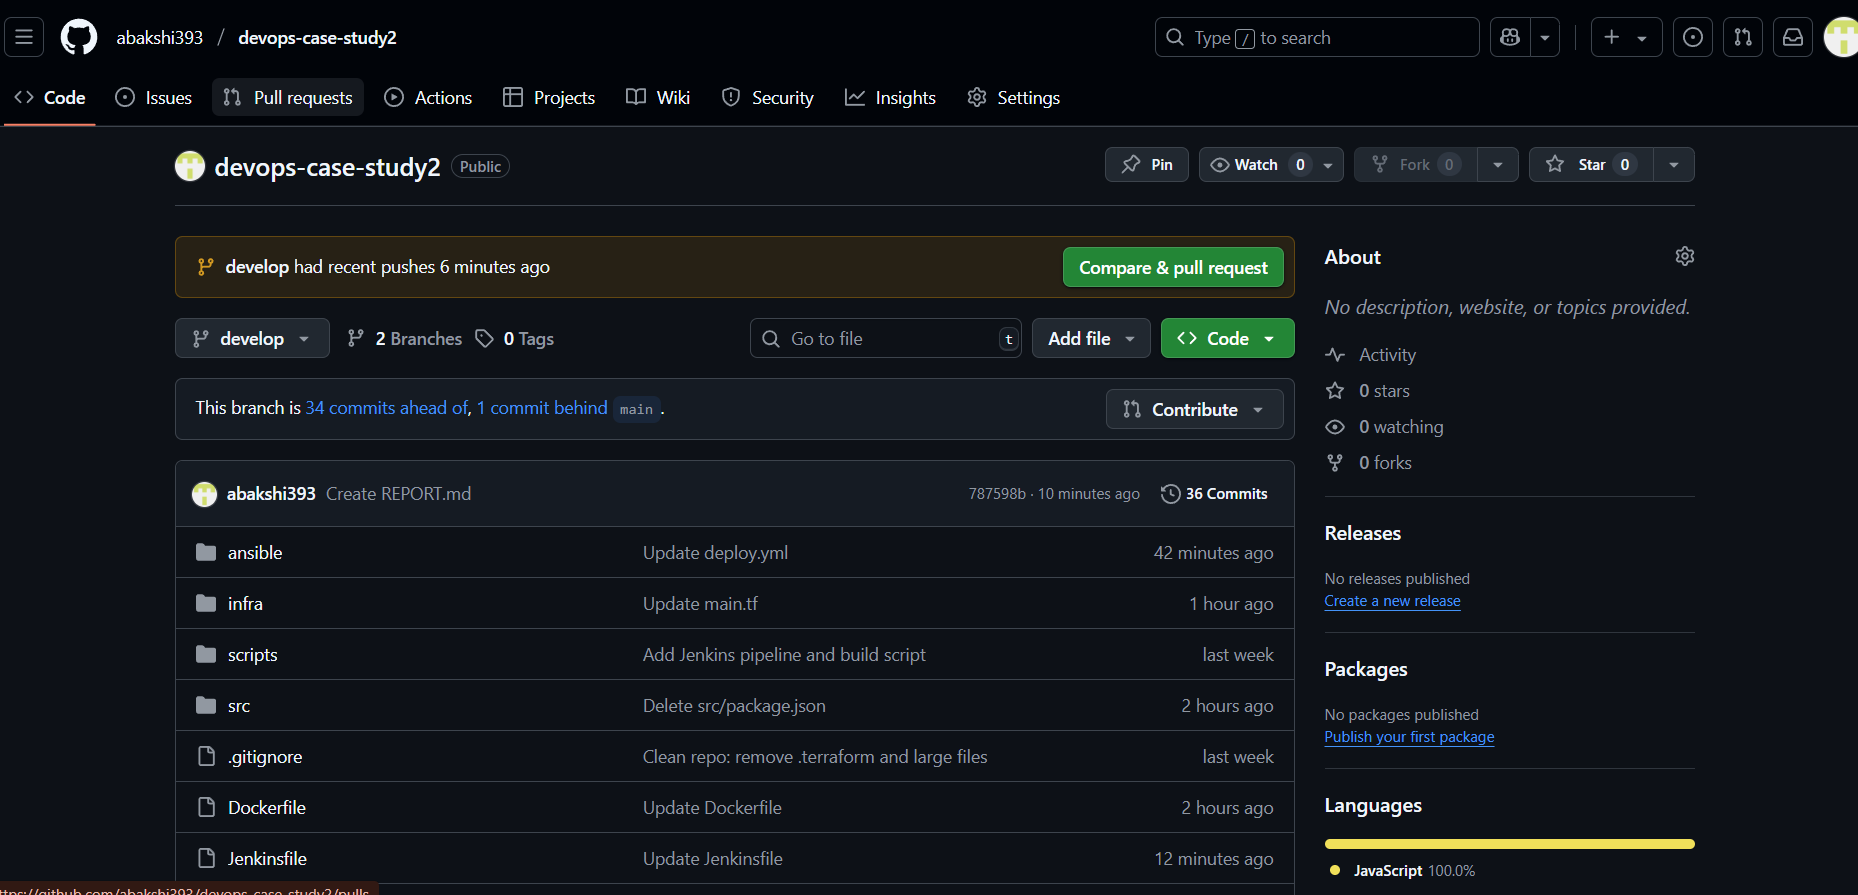 abakshi393 / devops-case-study2
Type / to search
Code Issues Pull requests Actions Projects Wiki Security Insights Settings
devops-case-study2 Public
Pin Watch 0 Fork 0 Star 0
develop had recent pushes 6 minutes ago Compare & pull request
develop 2 Branches 0 Tags Go to file t Add file Code
This branch is 34 commits ahead of, 1 commit behind main .
Contribute
abakshi393 Create REPORT.md 787598b · 10 minutes ago 36 Commits
ansible Update deploy.yml 42 minutes ago
infra Update main.tf 1 hour ago
scripts Add Jenkins pipeline and build script last week
src Delete src/package.json 2 hours ago
.gitignore Clean repo: remove .terraform and large files last week
Dockerfile Update Dockerfile 2 hours ago
Jenkinsfile Update Jenkinsfile 12 minutes ago
About
No description, website, or topics provided.
Activity
0 stars
0 watching
0 forks
Releases
No releases published
Create a new release
Packages
No packages published
Publish your first package
Languages
JavaScript 100.0%
ttps://github.com/abakshi393/devops-case-study2/pulls